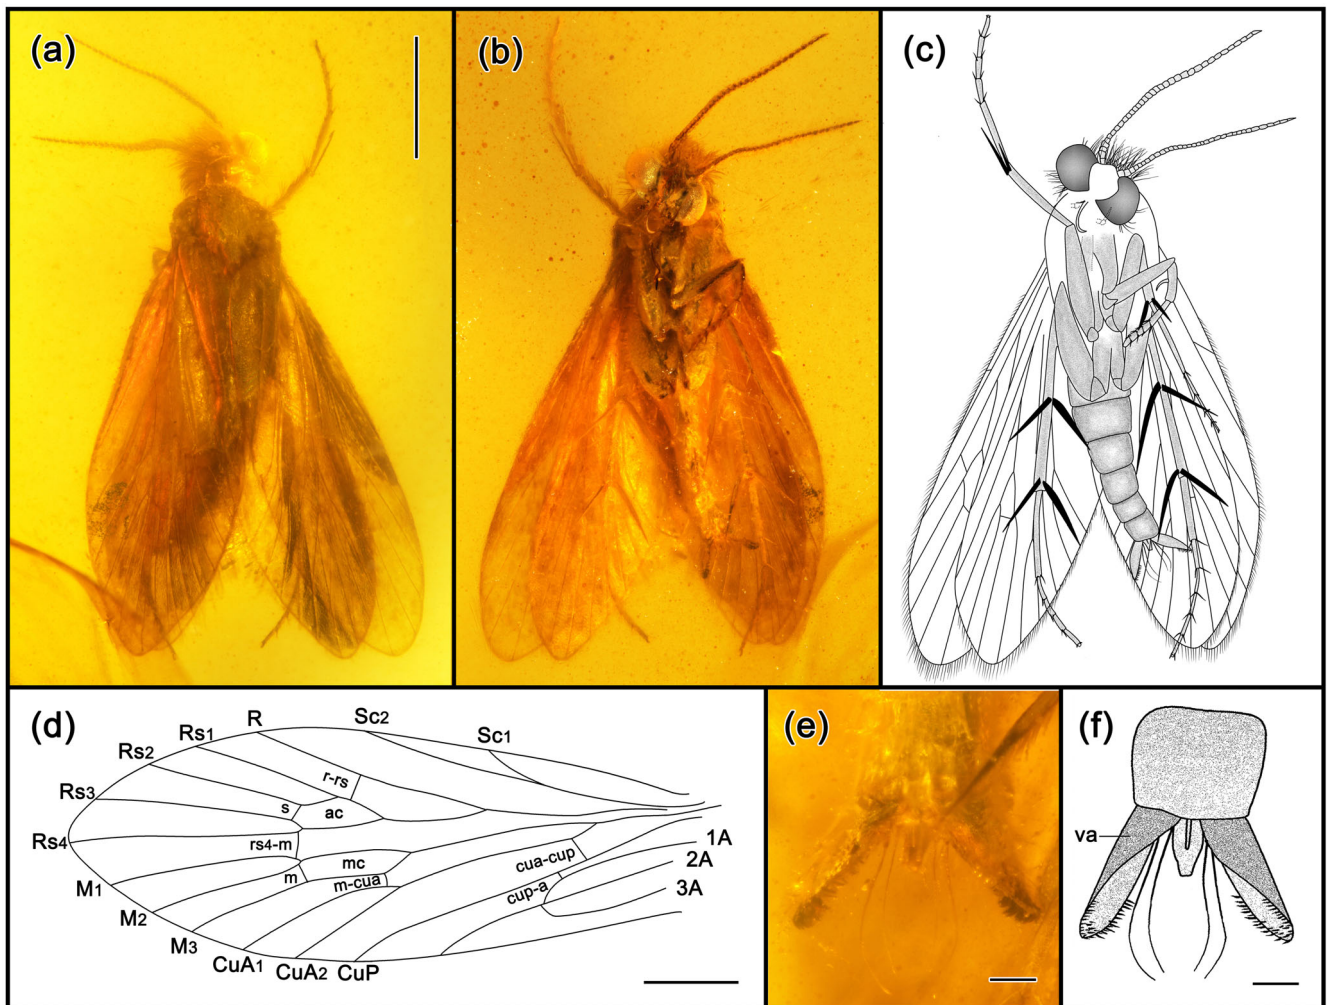 (a)
(b)
(c)
(d)
Rs3
Rs2
Rs1
R
Sc2
Sc1
r-rs
s
ac
Rs4
rs4-m
mc
m
m-cua
cua-cup
cup-a
1A
2A
3A
M1
M2
M3
CuA1
CuA2
CuP
(e)
(f)
va